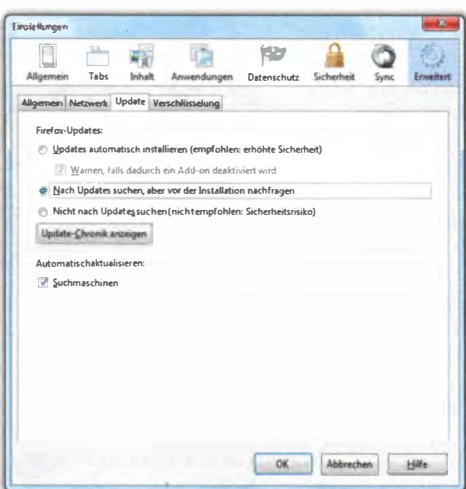 Einstellungen
Allgemein Tabs Inhalt Anwendungen Datenschutz Sicherheit Sync Erweitert
Allgemein Netzwerk Update Verschlüsselung
Firefox-Updates:
Updates automatisch installieren (empfohlen: erhöhte Sicherheit)
Warnen, falls dadurch ein Add-on deaktiviert wird
Nach Updates suchen, aber vor der Installation nachfragen
Nicht nach Updates suchen (nicht empfohlen: Sicherheitsrisiko)
Update-Chronik anzeigen
Automatisch aktualisieren:
Suchmaschinen
OK Abbrechen Hilfe